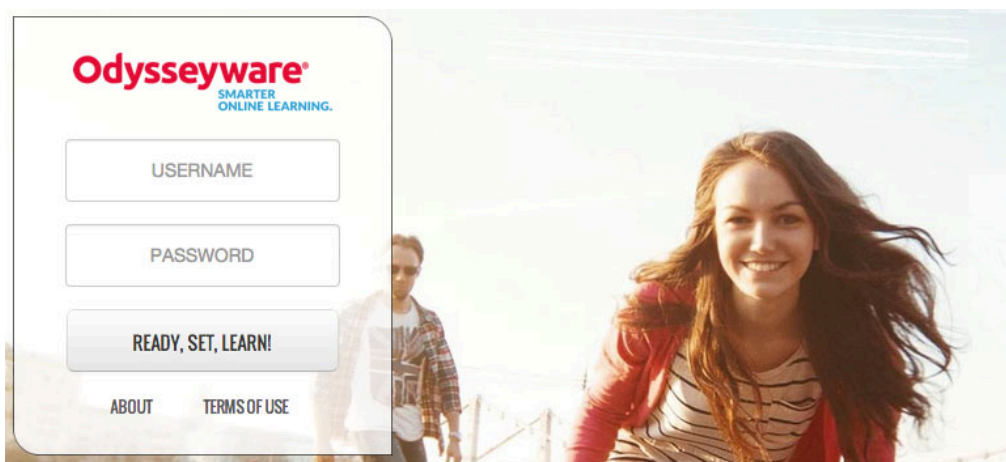 Odysseyware®
SMARTER
ONLINE LEARNING.
USERNAME
PASSWORD
READY, SET, LEARN!
ABOUT TERMS OF USE